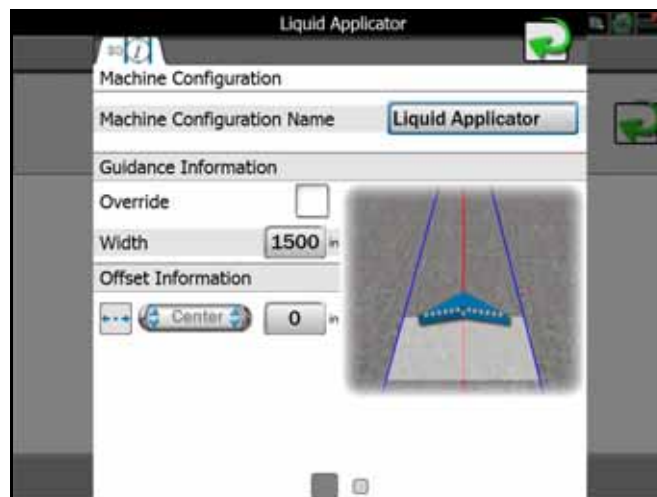 Liquid Applicator
Machine Configuration
Machine Configuration Name Liquid Applicator
Guidance Information
Override
Width 1500 in
Offset Information
Center 0 in